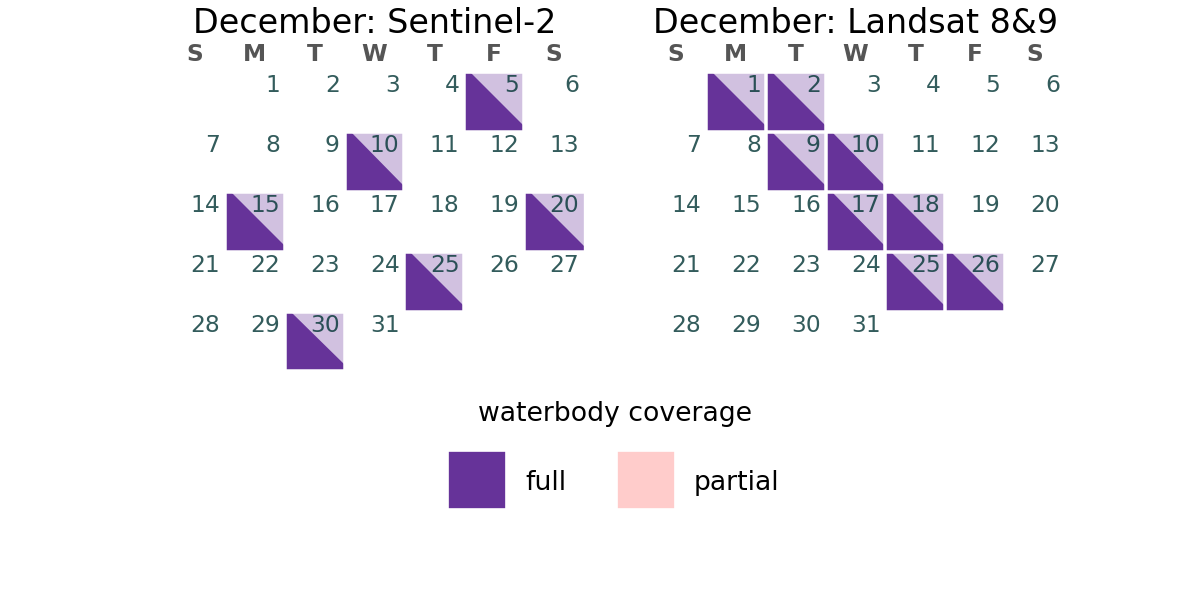 December: Sentinel-2
S M T W T F S
1 2 3 4 5 6
7 8 9 10 11 12 13
14 15 16 17 18 19 20
21 22 23 24 25 26 27
28 29 30 31
December: Landsat 8&9
S M T W T F S
1 2 3 4 5 6
7 8 9 10 11 12 13
14 15 16 17 18 19 20
21 22 23 24 25 26 27
28 29 30 31
waterbody coverage
full partial